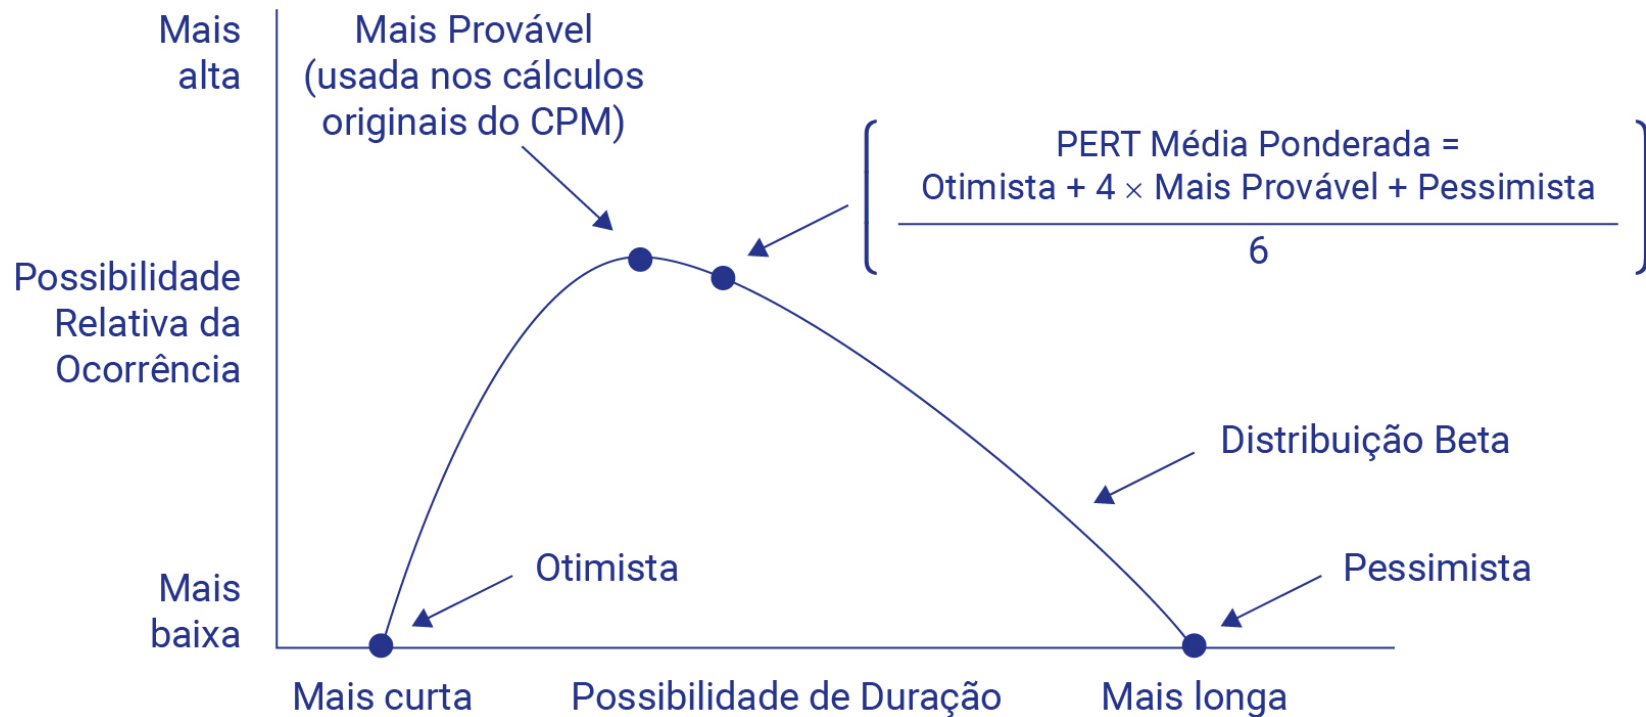 Mais
alta
Mais Provável
(usada nos cálculos
originais do CPM)
PERT Média Ponderada =
Otimista + 4 × Mais Provável + Pessimista
6
Possibilidade
Relativa da
Ocorrência
Distribuição Beta
Otimista
Pessimista
Mais
baixa
Mais curta
Possibilidade de Duração
Mais longa